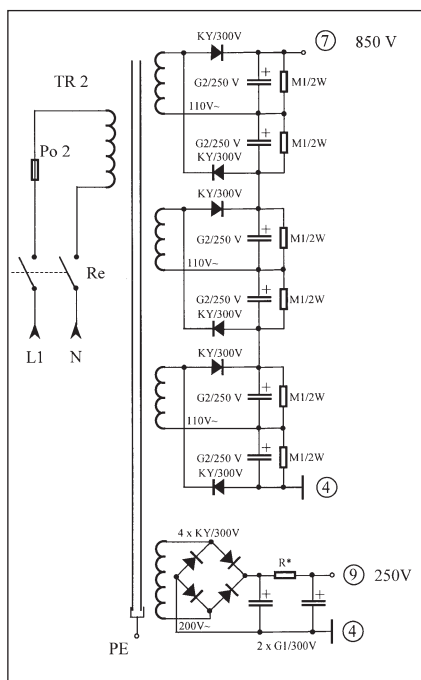 KY/300V
7 850 V
TR 2
G2/250 V + M1/2W
110V~
Po 2
G2/250 V + M1/2W
KY/300V
KY/300V
G2/250 V + M1/2W
110V~
Re
G2/250 V + M1/2W
L1 N
KY/300V
KY/300V
G2/250 V + M1/2W
110V~
G2/250 V + M1/2W
KY/300V
4
4 x KY/300V
R*
9 250V
+ +
200V~
4
PE
2 x G1/300V